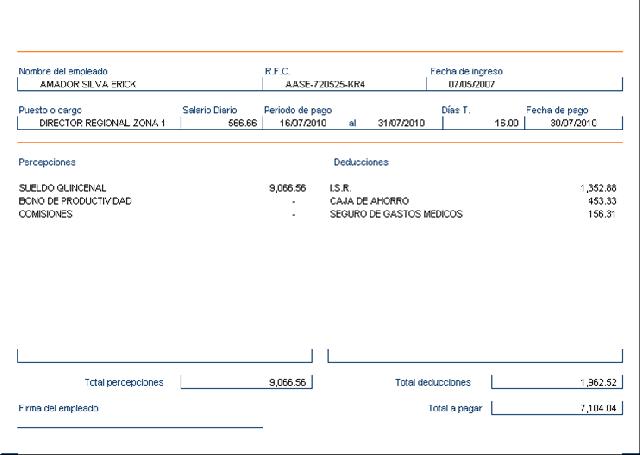 Nombre del empleado R.F.C. Fecha de ingreso
AMADOR SILVA ERICK AASE-720525-KR4 07/05/2007
Puesto o cargo Salario Diario Periodo de pago Días T. Fecha de pago
DIRECTOR REGIONAL ZONA 1 566.66 16/07/2010 al 31/07/2010 16.00 30/07/2010
Percepciones Deducciones
SUELDO QUINCENAL 9,066.56 I.S.R. 1,352.88
BONO DE PRODUCTIVIDAD - CAJA DE AHORRO 453.33
COMISIONES - SEGURO DE GASTOS MEDICOS 156.31
Total percepciones 9,066.56 Total deducciones 1,962.52
Firma del empleado Total a pagar 7,104.04